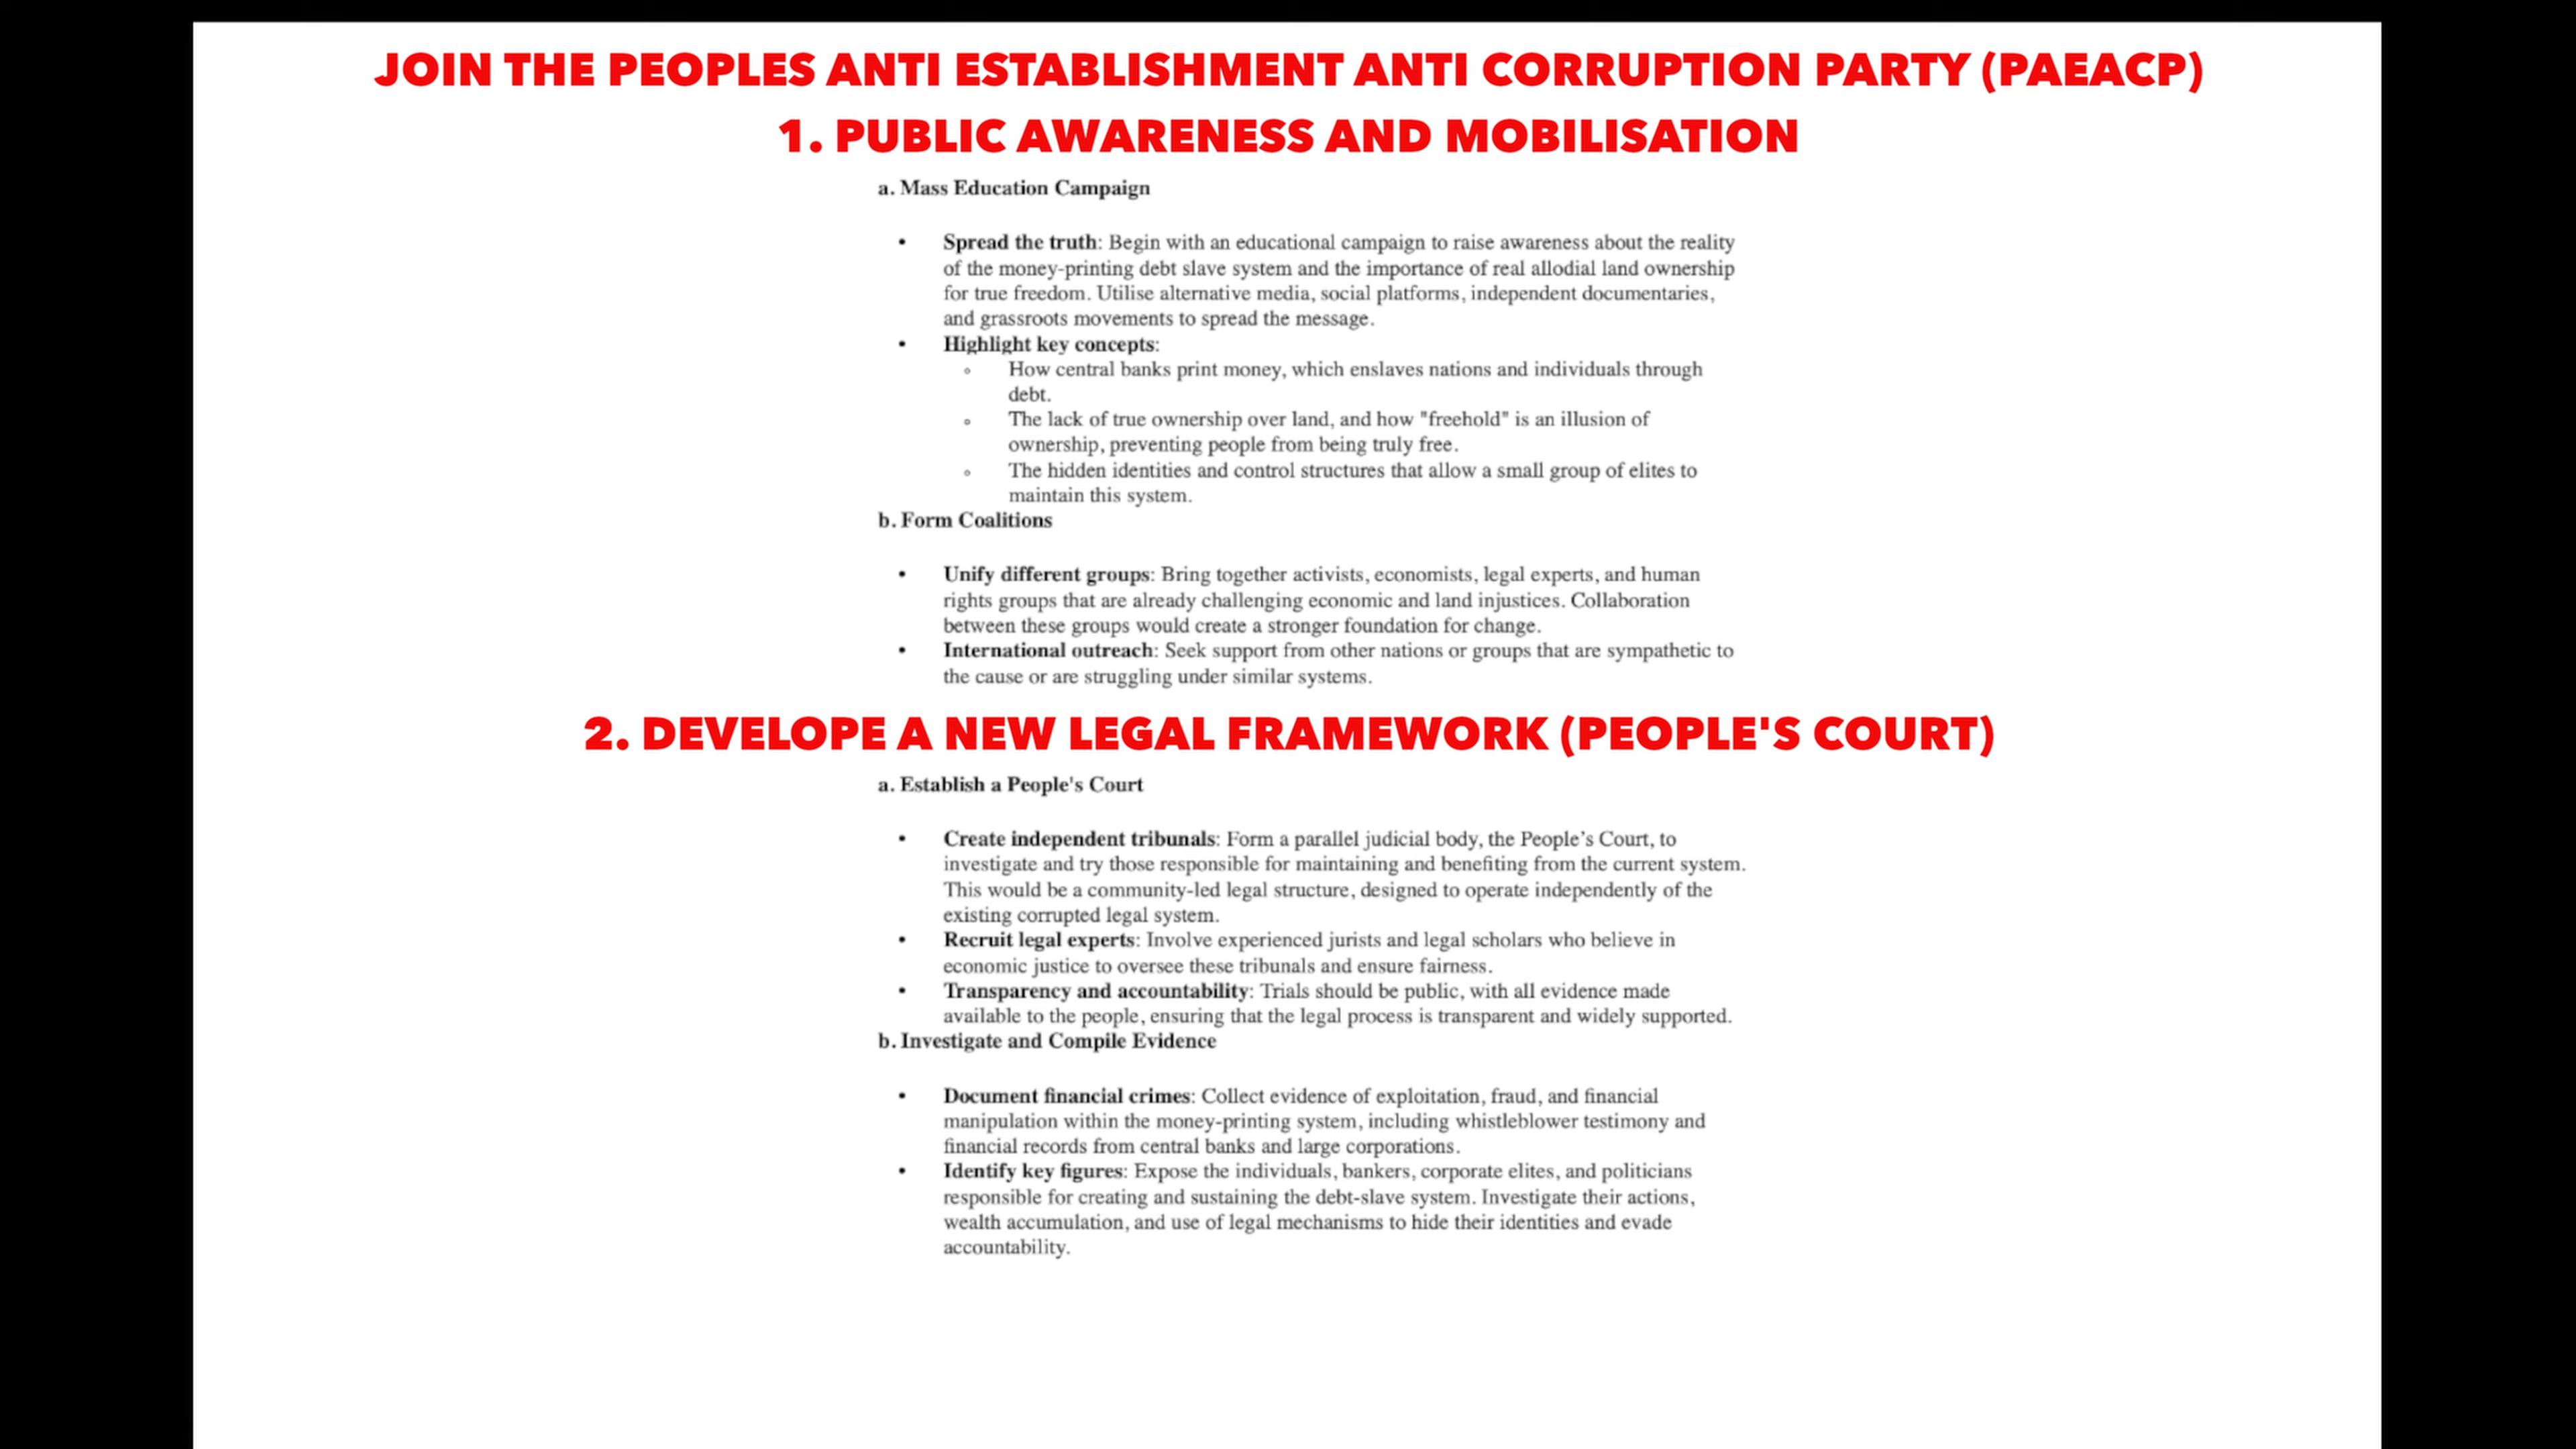 JOIN THE PEOPLES ANTI ESTABLISHMENT ANTI CORRUPTION PARTY (PAEACP)
1. PUBLIC AWARENESS AND MOBILISATION
a. Mass Education Campaign
• Spread the truth: Begin with an educational campaign to raise awareness about the reality
of the money-printing debt slave system and the importance of real allodial land ownership
for true freedom. Utilise alternative media, social platforms, independent documentaries,
and grassroots movements to spread the message.
• Highlight key concepts:
◦ How central banks print money, which enslaves nations and individuals through
debt.
◦ The lack of true ownership over land, and how "freehold" is an illusion of
ownership, preventing people from being truly free.
◦ The hidden identities and control structures that allow a small group of elites to
maintain this system.
b. Form Coalitions
• Unify different groups: Bring together activists, economists, legal experts, and human
rights groups that are already challenging economic and land injustices. Collaboration
between these groups would create a stronger foundation for change.
• International outreach: Seek support from other nations or groups that are sympathetic to
the cause or are struggling under similar systems.
2. DEVELOPE A NEW LEGAL FRAMEWORK (PEOPLE'S COURT)
a. Establish a People's Court
• Create independent tribunals: Form a parallel judicial body, the People’s Court, to
investigate and try those responsible for maintaining and benefiting from the current system.
This would be a community-led legal structure, designed to operate independently of the
existing corrupted legal system.
• Recruit legal experts: Involve experienced jurists and legal scholars who believe in
economic justice to oversee these tribunals and ensure fairness.
• Transparency and accountability: Trials should be public, with all evidence made
available to the people, ensuring that the legal process is transparent and widely supported.
b. Investigate and Compile Evidence
• Document financial crimes: Collect evidence of exploitation, fraud, and financial
manipulation within the money-printing system, including whistleblower testimony and
financial records from central banks and large corporations.
• Identify key figures: Expose the individuals, bankers, corporate elites, and politicians
responsible for creating and sustaining the debt-slave system. Investigate their actions,
wealth accumulation, and use of legal mechanisms to hide their identities and evade
accountability.